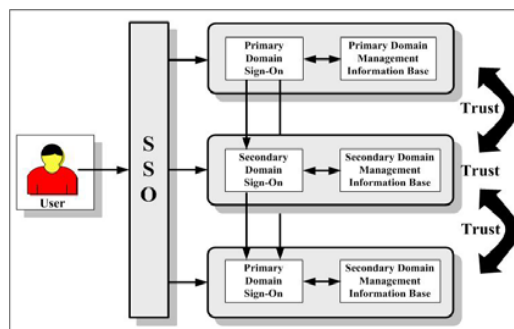 User
S
S
O
Primary
Domain
Sign-On
Primary Domain
Management
Information Base
Secondary
Domain
Sign-On
Secondary Domain
Management
Information Base
Primary
Domain
Sign-On
Secondary Domain
Management
Information Base
Trust
Trust
Trust